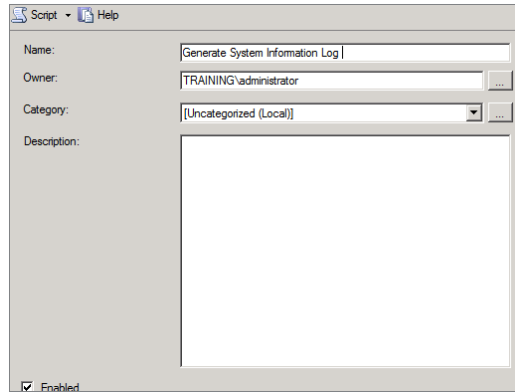 Script Help
Name: Generate System Information Log
Owner: TRAINING\administrator ...
Category: [Uncategorized (Local)] ...
Description:
Enabled